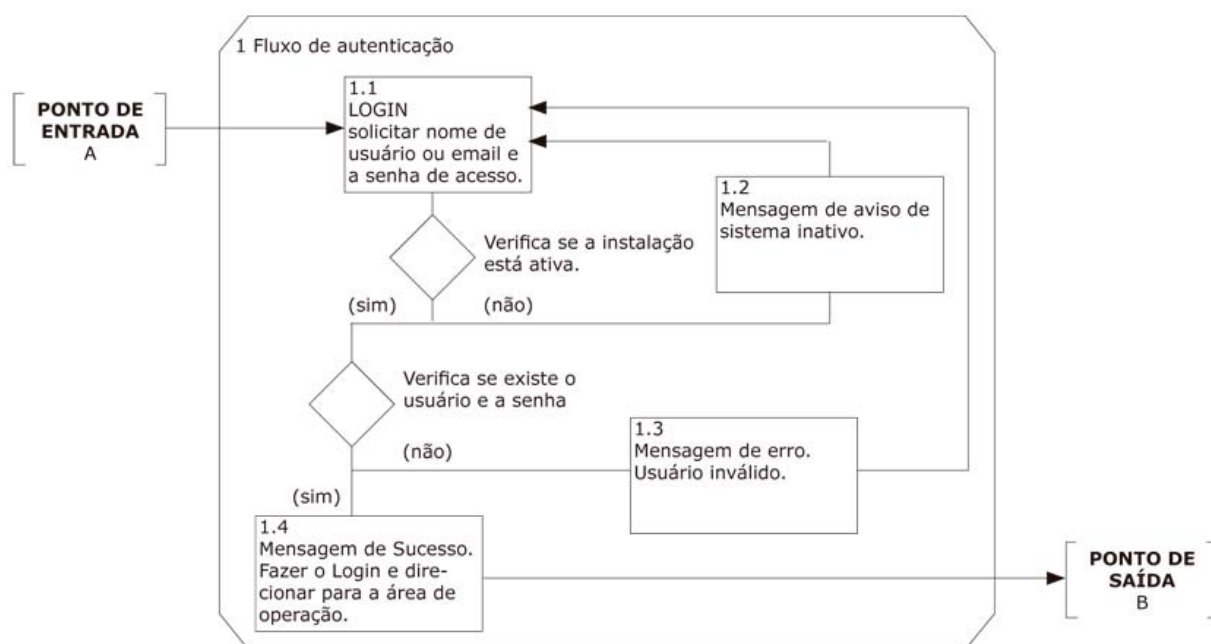 1 Fluxo de autenticação
PONTO DE
ENTRADA
A
1.1
LOGIN
solicitar nome de
usuário ou email e
a senha de acesso.
1.2
Mensagem de aviso de
sistema inativo.
Verifica se a instalação
está ativa.
(sim)
(não)
Verifica se existe o
usuário e a senha
(não)
1.3
Mensagem de erro.
Usuário inválido.
(sim)
1.4
Mensagem de Sucesso.
Fazer o Login e dire-
cionar para a área de
operação.
PONTO DE
SAÍDA
B